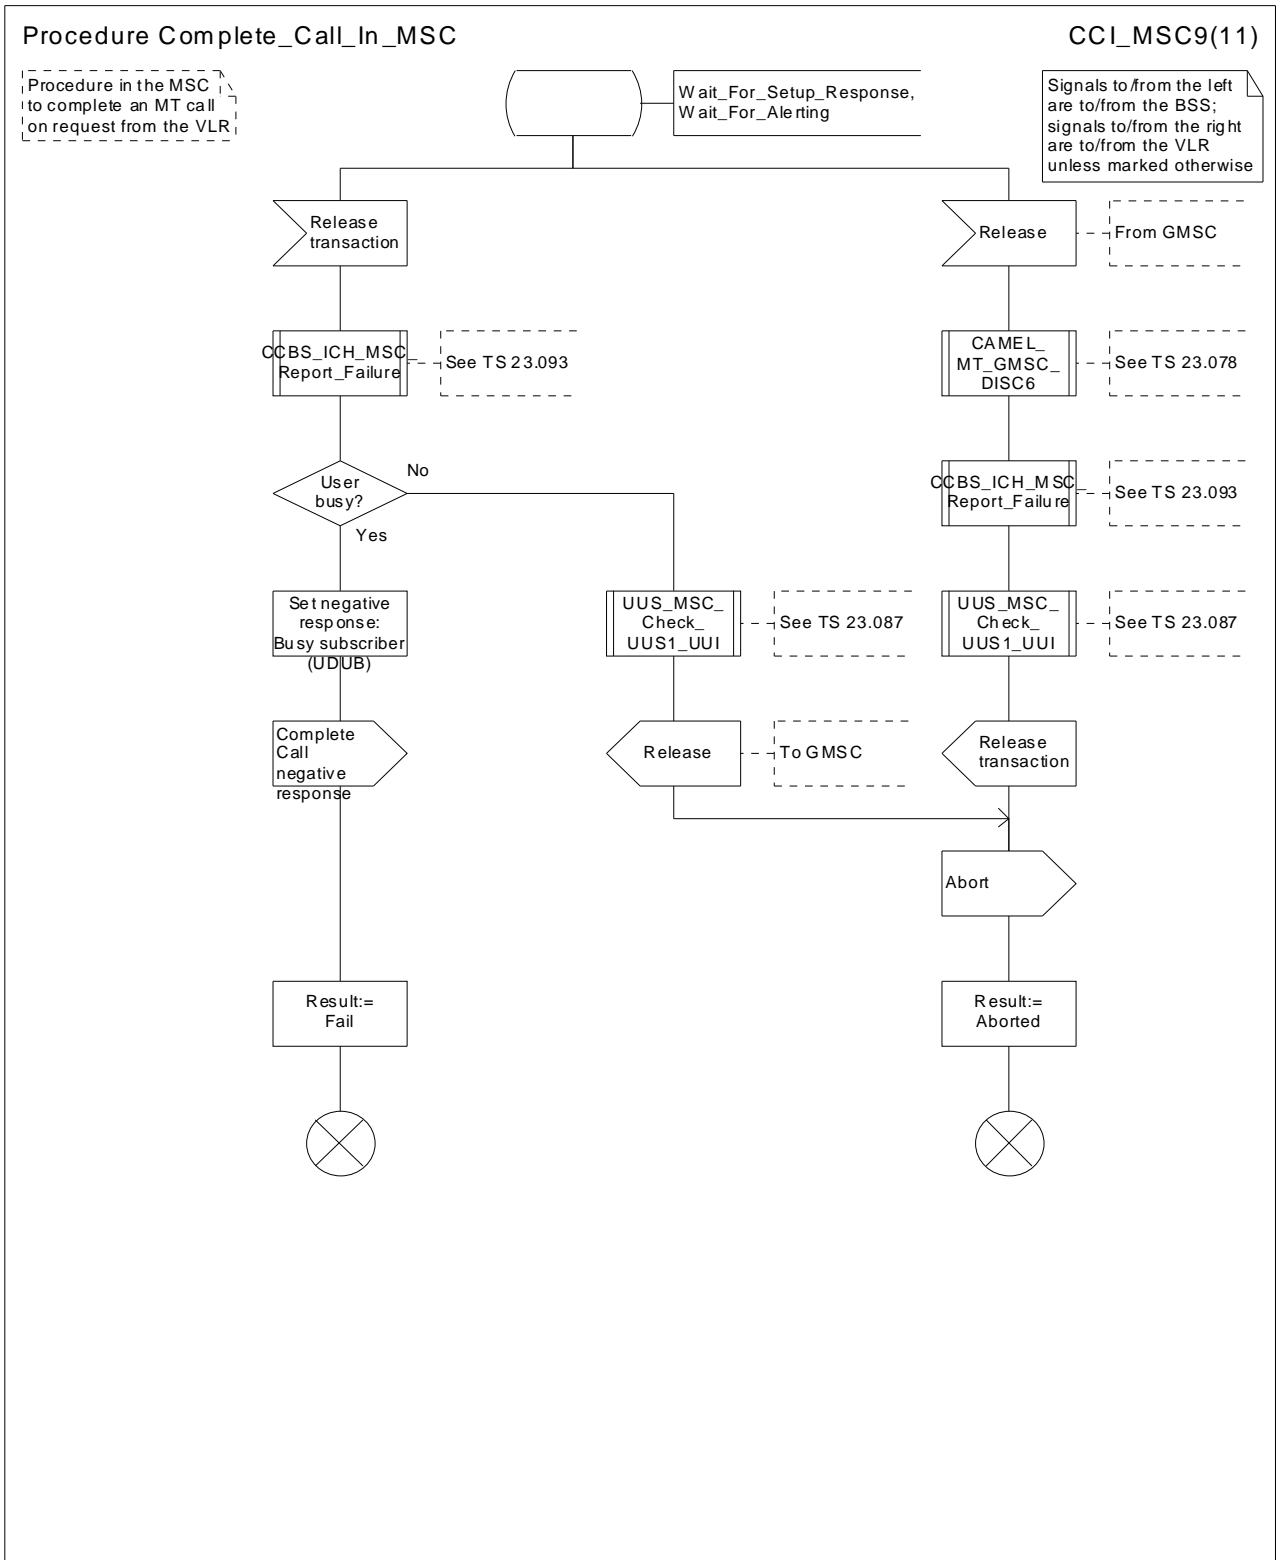 Procedure Complete_Call_In_MSC
CCI_MSC9(11)
Procedure in the MSC
to complete an MT call
on request from the VLR
Wait_For_Setup_Response,
Wait_For_Alerting
Signals to/from the left
are to/from the BSS;
signals to/from the right
are to/from the VLR
unless marked otherwise
Release
transaction
Release
From GMSC
CCBS_ICH_MSC_
Report_Failure
See TS 23.093
CAMEL_
MT_GMSC_
DISC6
See TS 23.078
User
busy?
No
Yes
CCBS_ICH_MSC_
Report_Failure
See TS 23.093
Set negative
response:
Busy subscriber
(UDUB)
UUS_MSC_
Check_
UUS1_UUI
See TS 23.087
UUS_MSC_
Check_
UUS1_UUI
See TS 23.087
Complete
Call
negative
response
Release
To GMSC
Release
transaction
Abort
Result:=
Fail
Result:=
Aborted